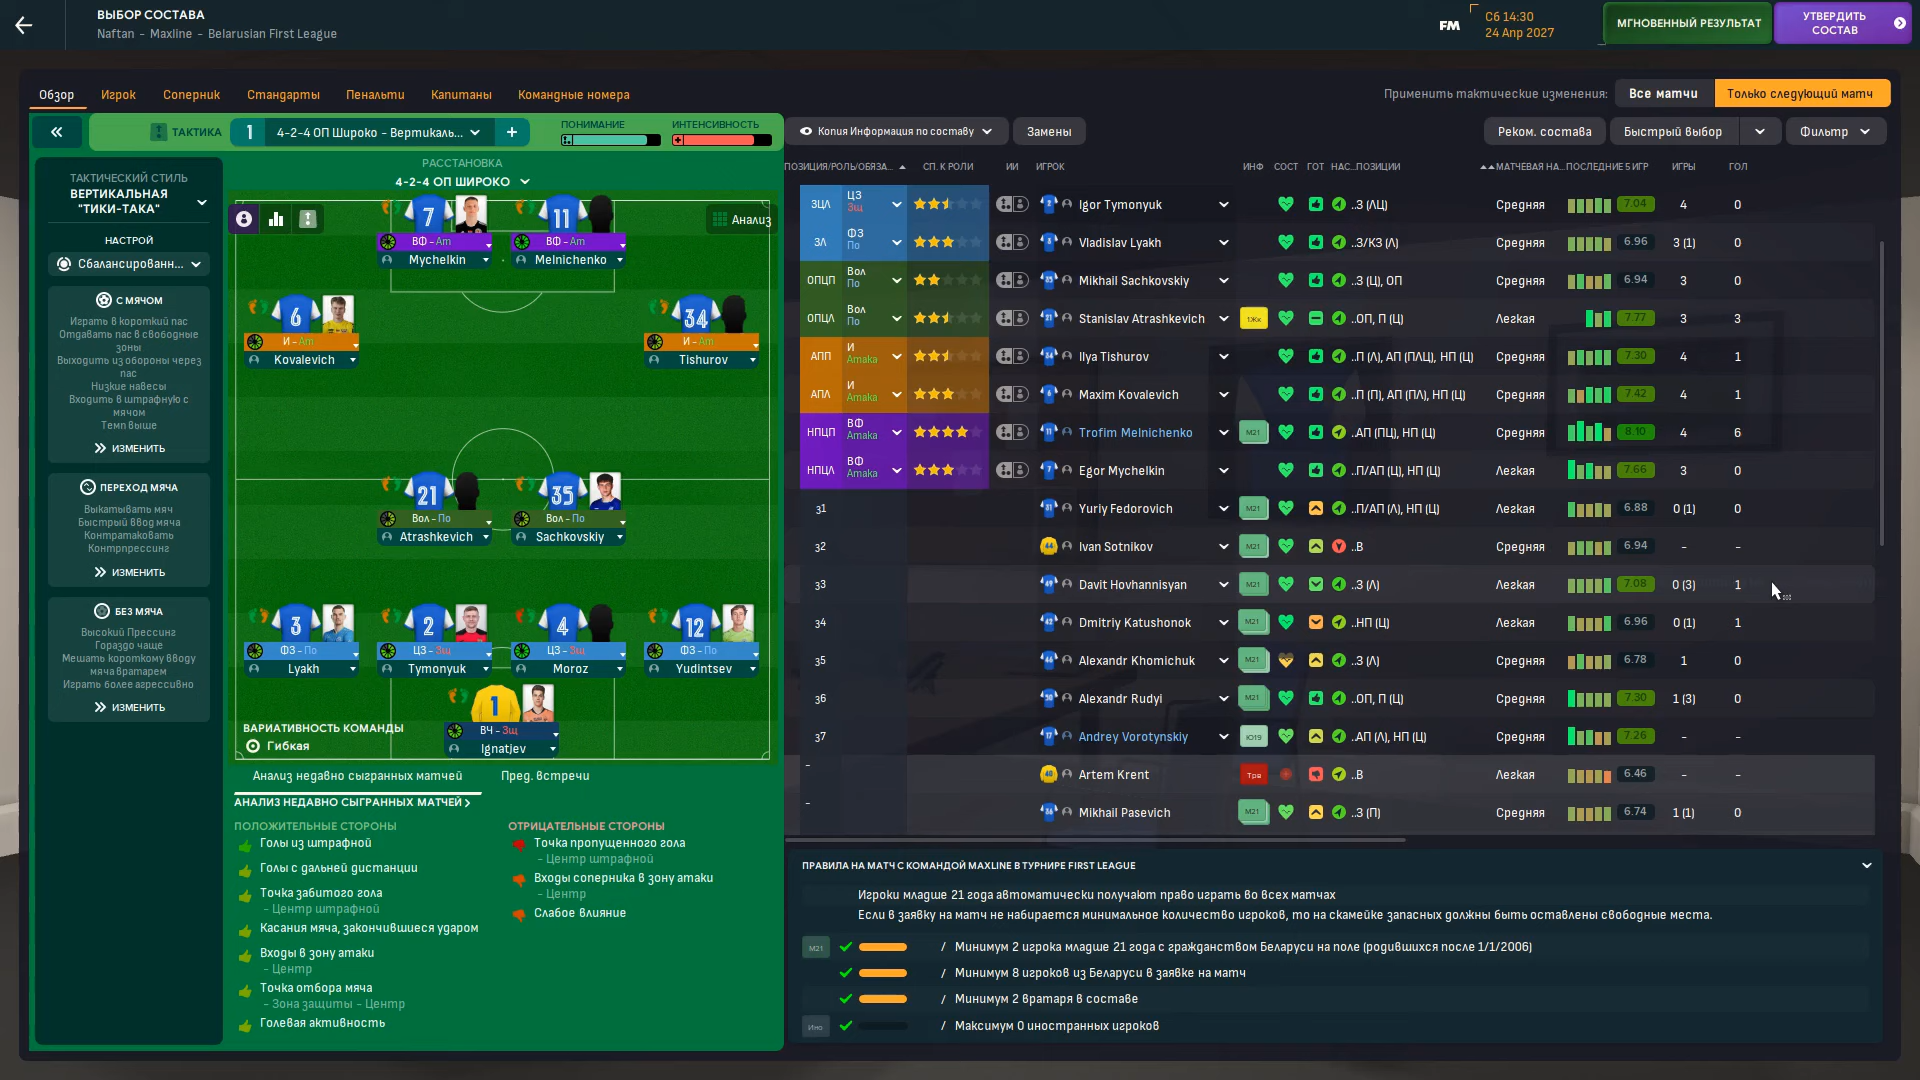 ВЫБОР СОСТАВА
Naftan - Maxline - Belarusian First League
FM
Сб 14:30
24 Апр 2027
МГНОВЕННЫЙ РЕЗУЛЬТАТ
УТВЕРДИТЬ СОСТАВ
Обзор Игрок Соперник Стандарты Пенальти Капитаны Командные номера
Применить тактические изменения: Все матчи Только следующий матч
ТАКТИКА 1 4-2-4 ОП Широко - Вертикаль...
ПОНИМАНИЕ ИНТЕНСИВНОСТЬ
Копия Информация по составу Замены Реком. состава Быстрый выбор Фильтр
ТАКТИЧЕСКИЙ СТИЛЬ
ВЕРТИКАЛЬНАЯ "ТИКИ-ТАКА"
НАСТРОЙ
Сбалансированн...
С МЯЧОМ
Играть в короткий пас
Отдавать пас в свободные зоны
Выходить из обороны через пас
Низкие навесы
Входить в штрафную с мячом
Темп выше
ИЗМЕНИТЬ
ПЕРЕХОД МЯЧА
Выкатывать мяч
Быстрый ввод мяча
Контратаковать
Контрпрессинг
ИЗМЕНИТЬ
БЕЗ МЯЧА
Высокий Прессинг
Гораздо чаще
Мешать короткому вводу мяча вратарем
Играть более агрессивно
ИЗМЕНИТЬ
РАССТАНОВКА
4-2-4 ОП ШИРОКО
Анализ
7 ВФ - Ат Mychelkin
11 ВФ - Ат Melnichenko
6 И - Ат Kovalevich
34 И - Ат Tishurov
21 Вол - По Atrashkevich
35 Вол - По Sachkovskiy
3 ФЗ - По Lyakh
2 ЦЗ - Зщ Tymonyuk
4 ЦЗ - Зщ Moroz
12 ФЗ - По Yudintsev
1 ВЧ - Зщ Ignatjev
ВАРИАТИВНОСТЬ КОМАНДЫ
Гибкая
Анализ недавно сыгранных матчей Пред. встречи
АНАЛИЗ НЕДАВНО СЫГРАННЫХ МАТЧЕЙ
ПОЛОЖИТЕЛЬНЫЕ СТОРОНЫ
Голы из штрафной
Голы с дальней дистанции
Точка забитого гола
- Центр штрафной
Касания мяча, закончившиеся ударом
Входы в зону атаки
- Центр
Точка отбора мяча
- Зона защиты - Центр
Голевая активность
ОТРИЦАТЕЛЬНЫЕ СТОРОНЫ
Точка пропущенного гола
- Центр штрафной
Входы соперника в зону атаки
- Центр
Слабое влияние
ПОЗИЦИЯ/РОЛЬ/ОБЯЗА... СП. К РОЛИ ИИ ИГРОК ИНФ СОСТ ГОТ НАС...ПОЗИЦИИ МАТЧЕВАЯ НА...ПОСЛЕДНИЕ 5 ИГР ИГРЫ ГОЛ
ЗЦЛ ЦЗ Зщ Igor Tymonyuk ..З (ЛЦ) Средняя 7.04 4 0
ЗЛ ФЗ По Vladislav Lyakh ..З/КЗ (Л) Средняя 6.96 3 (1) 0
ОПЦП Вол По Mikhail Sachkovskiy ..З (Ц), ОП Средняя 6.94 3 0
ОПЦЛ Вол По Stanislav Atrashkevich 1Жк ..ОП, П (Ц) Легкая 7.77 3 3
АПП И Атака Ilya Tishurov ..П (Л), АП (ПЛЦ), НП (Ц) Средняя 7.30 4 1
АПЛ И Атака Maxim Kovalevich ..П (П), АП (ПЛ), НП (Ц) Средняя 7.42 4 1
НПЦП ВФ Атака Trofim Melnichenko М21 ..АП (ПЦ), НП (Ц) Средняя 8.10 4 6
НПЦЛ ВФ Атака Egor Mychelkin ..П/АП (Ц), НП (Ц) Легкая 7.66 3 0
з1 Yuriy Fedorovich М21 ..П/АП (Л), НП (Ц) Легкая 6.88 0 (1) 0
з2 Ivan Sotnikov М21 ..В Средняя 6.94 - -
з3 Davit Hovhannisyan М21 ..З (Л) Легкая 7.08 0 (3) 1
з4 Dmitriy Katushonok М21 ..НП (Ц) Легкая 6.96 0 (1) 1
з5 Alexandr Khomichuk М21 ..З (Л) Средняя 6.78 1 0
з6 Alexandr Rudyi М21 ..ОП, П (Ц) Легкая 7.30 1 (3) 0
з7 Andrey Vorotynskiy Ю19 ..АП (Л), НП (Ц) Средняя 7.26 - -
- Artem Krent Трв ..В Легкая 6.46 - -
- Mikhail Pasevich М21 ..З (П) Средняя 6.74 1 (1) 0
ПРАВИЛА НА МАТЧ С КОМАНДОЙ MAXLINE В ТУРНИРЕ FIRST LEAGUE
Игроки младше 21 года автоматически получают право играть во всех матчах
Если в заявку на матч не набирается минимальное количество игроков, то на скамейке запасных должны быть оставлены свободные места.
М21 / Минимум 2 игрока младше 21 года с гражданством Беларуси на поле (родившихся после 1/1/2006)
/ Минимум 8 игроков из Беларуси в заявке на матч
/ Минимум 2 вратаря в составе
Ино / Максимум 0 иностранных игроков